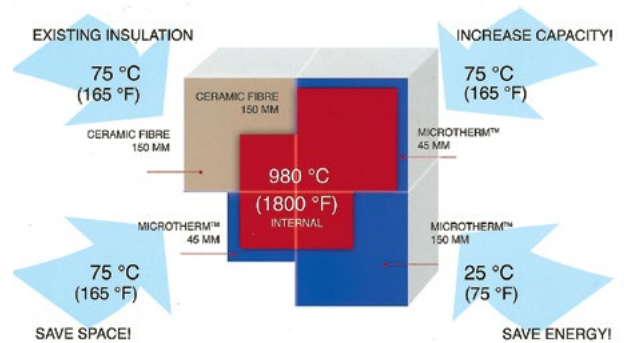 EXISTING INSULATION
75 °C
(165 °F)
INCREASE CAPACITY!
75 °C
(165 °F)
CERAMIC FIBRE
150 MM
CERAMIC FIBRE
150 MM
MICROTHERM™
45 MM
980 °C
(1800 °F)
INTERNAL
MICROTHERM™
45 MM
MICROTHERM™
150 MM
75 °C
(165 °F)
25 °C
(75 °F)
SAVE SPACE!
SAVE ENERGY!